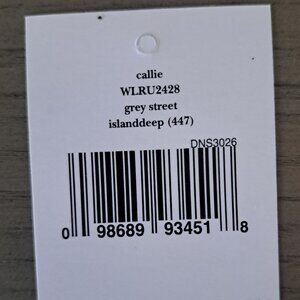 callie
WLRU2428
grey street
islanddeep (447)
DNS3026
0 98689 93451 8